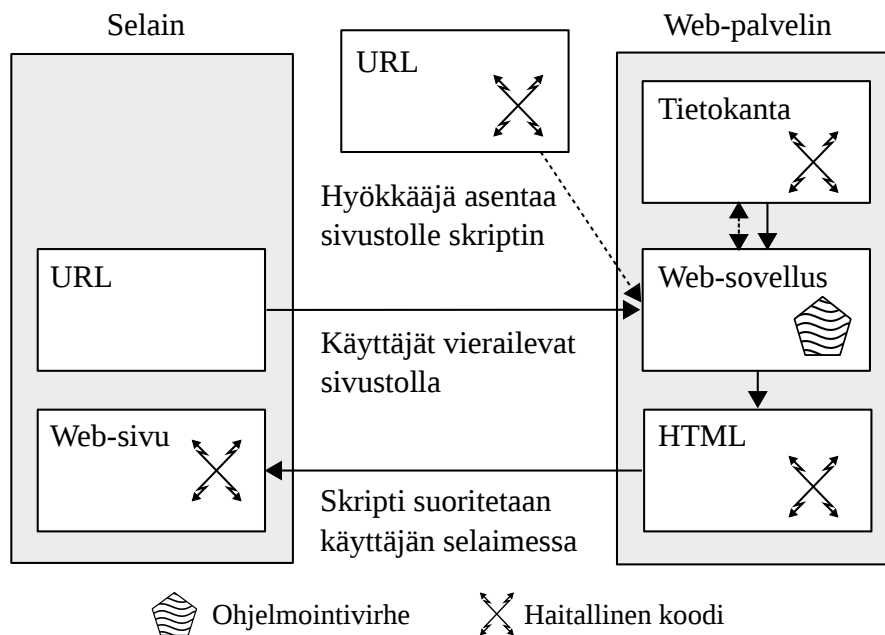 Selain
Web-palvelin
URL
Tietokanta
Hyökkääjä asentaa
sivustolle skriptin
URL
Web-sovellus
Käyttäjät vierailevat
sivustolla
Web-sivu
HTML
Skripti suoritetaan
käyttäjän selaimessa
Ohjelmointivirhe
Haitallinen koodi